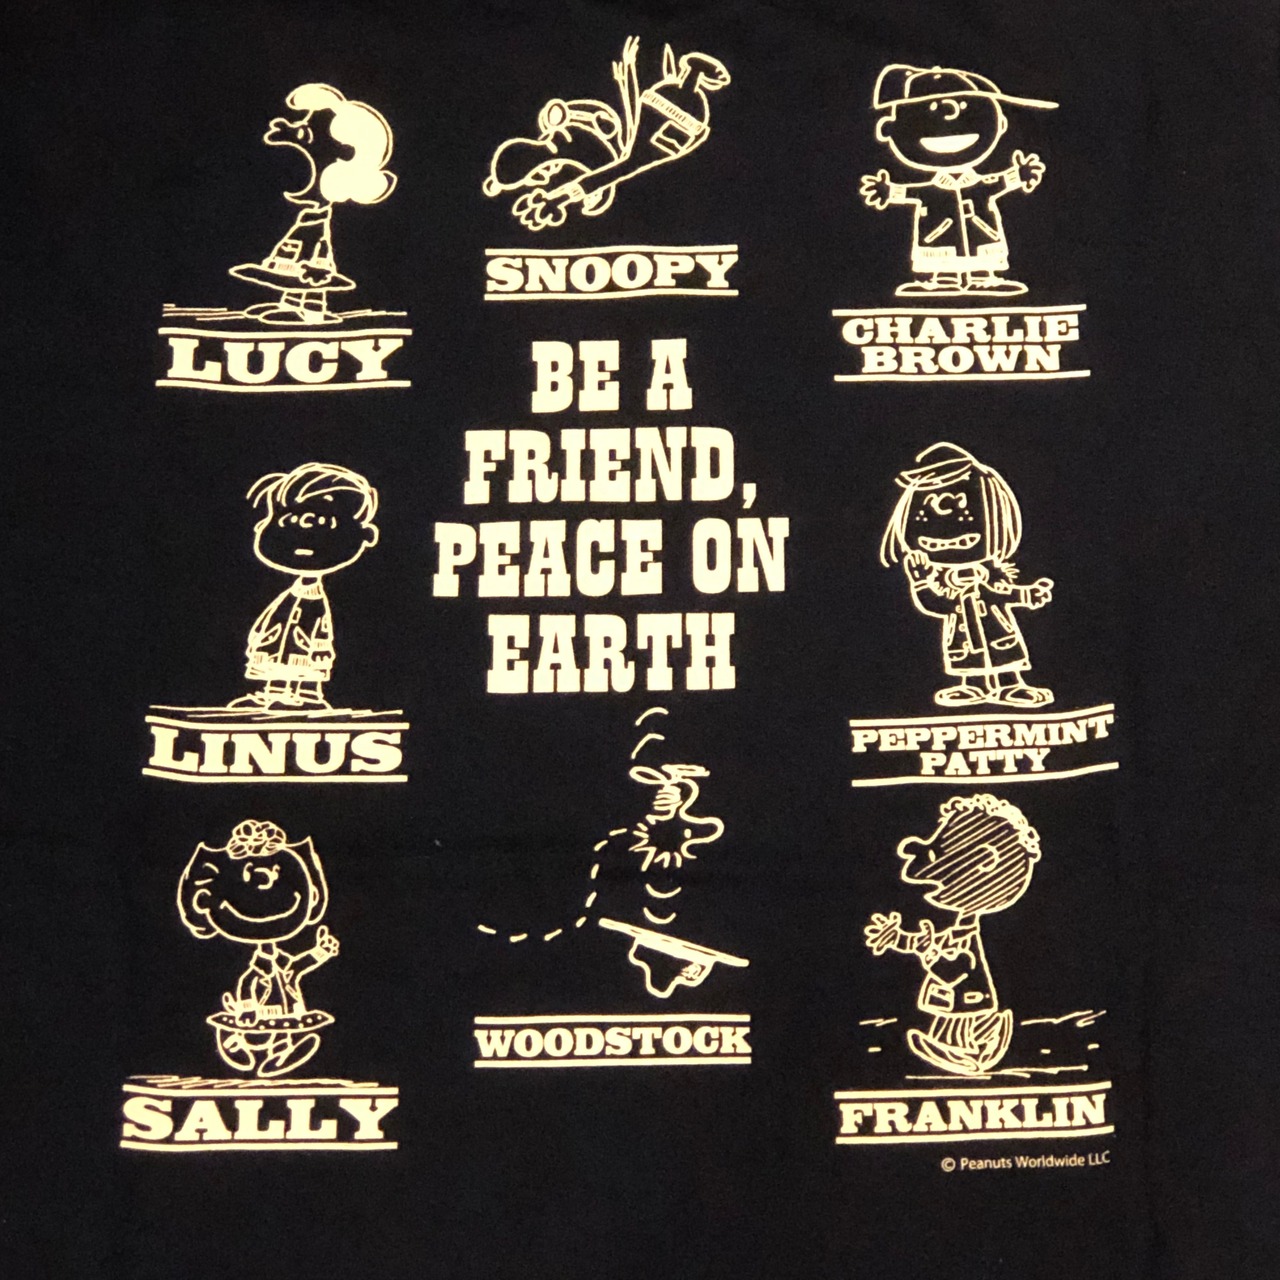 SNOOPY
LUCY
CHARLIE
BROWN
BE A
FRIEND,
PEACE ON
EARTH
LINUS
PEPPERMINT
PATTY
SALLY
WOODSTOCK
FRANKLIN
© Peanuts Worldwide LLC